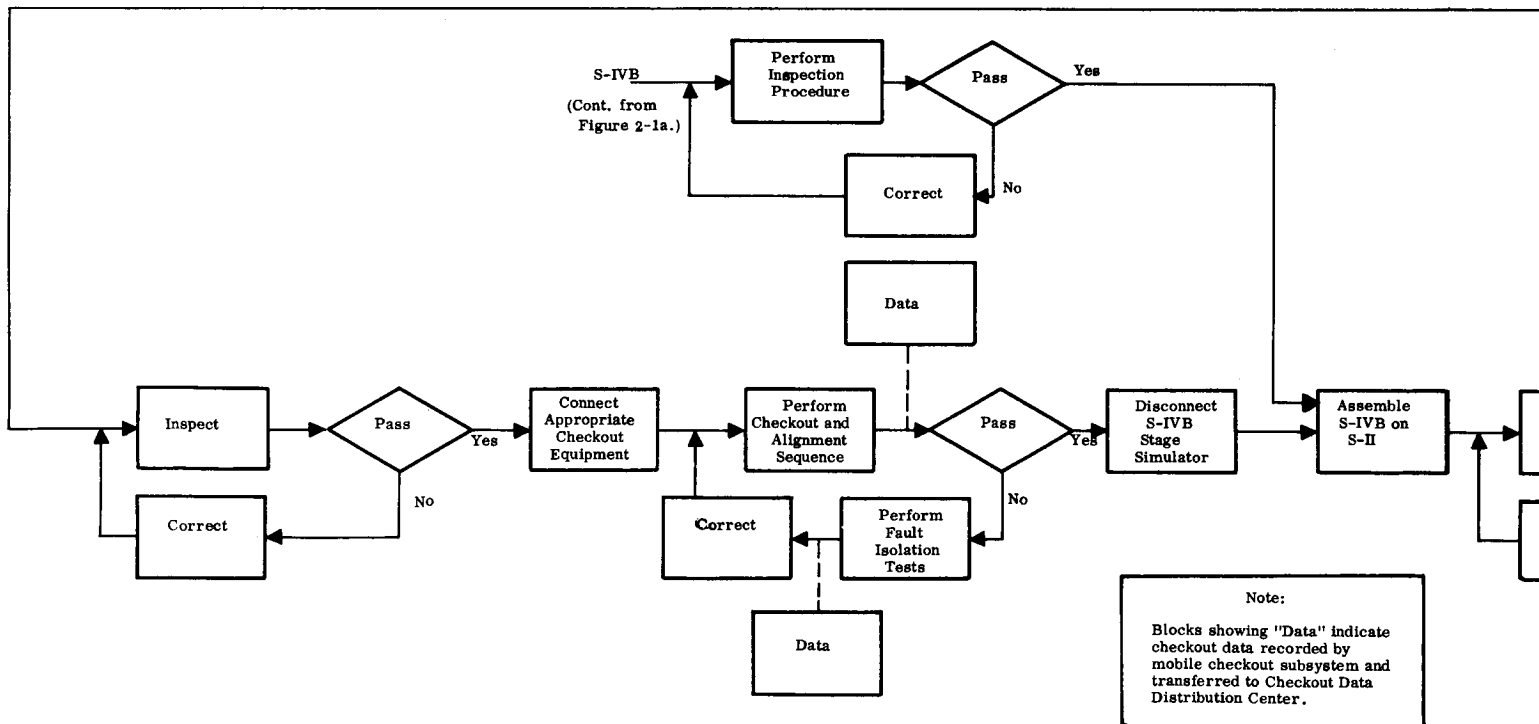 S-IVB
(Cont. from
Figure 2-1a.)
Perform
Inspection
Procedure
Pass
Yes
No
Correct
Data
Inspect
Pass
Yes
No
Correct
Connect
Appropriate
Checkout
Equipment
Perform
Checkout and
Alignment
Sequence
Pass
Yes
No
Perform
Fault
Isolation
Tests
Correct
Data
Disconnect
S-IVB
Stage
Simulator
Assemble
S-IVB on
S-II
Note:
Blocks showing "Data" indicate
checkout data recorded by
mobile checkout subsystem and
transferred to Checkout Data
Distribution Center.